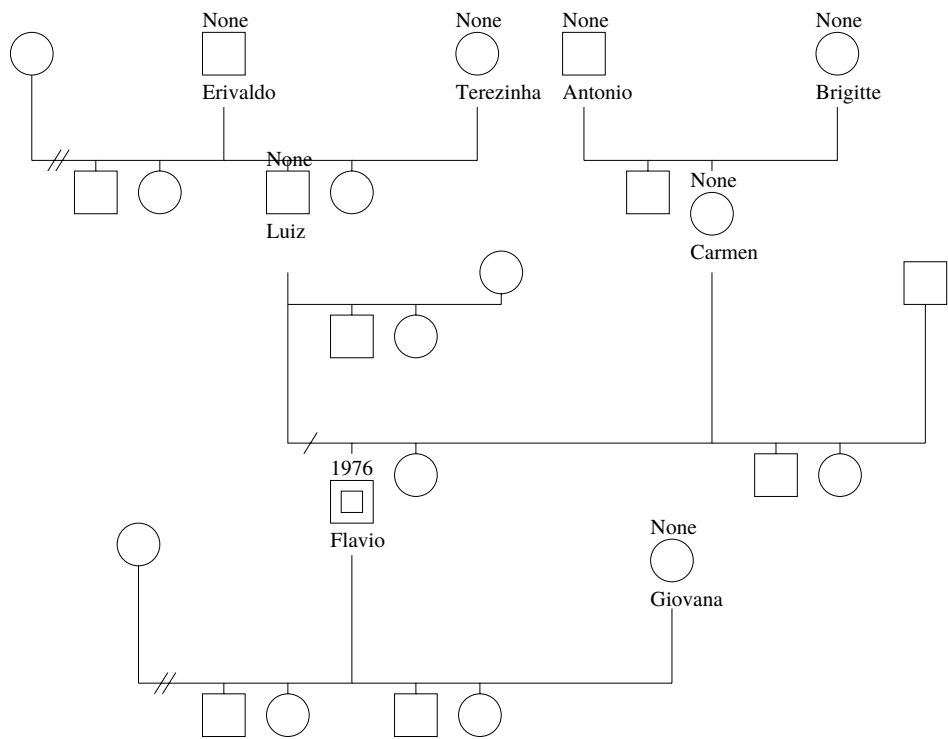 None
None
None
None
Erivaldo
Terezinha
Antonio
Brigitte
None
None
Luiz
Carmen
1976
Flavio
None
Giovana